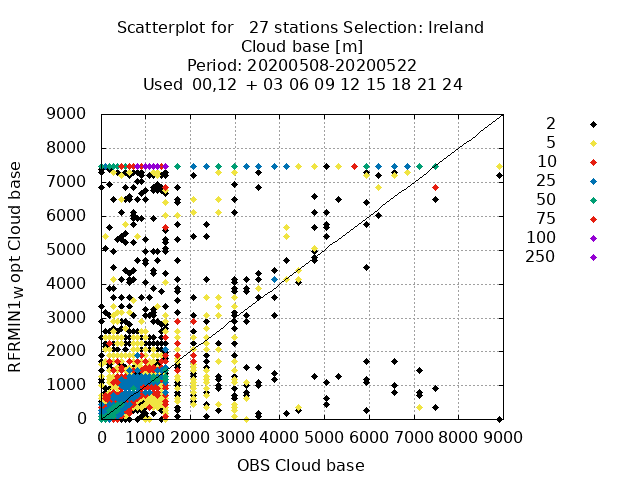 Scatterplot for   27 stations Selection: Ireland
Cloud base [m]
Period: 20200508-20200522
Used  00,12  + 03 06 09 12 15 18 21 24
9000
8000
7000
6000
5000
4000
3000
2000
1000
0
RFRMIN1_W opt Cloud base
2
5
10
25
50
75
100
250
0 1000 2000 3000 4000 5000 6000 7000 8000 9000
OBS Cloud base